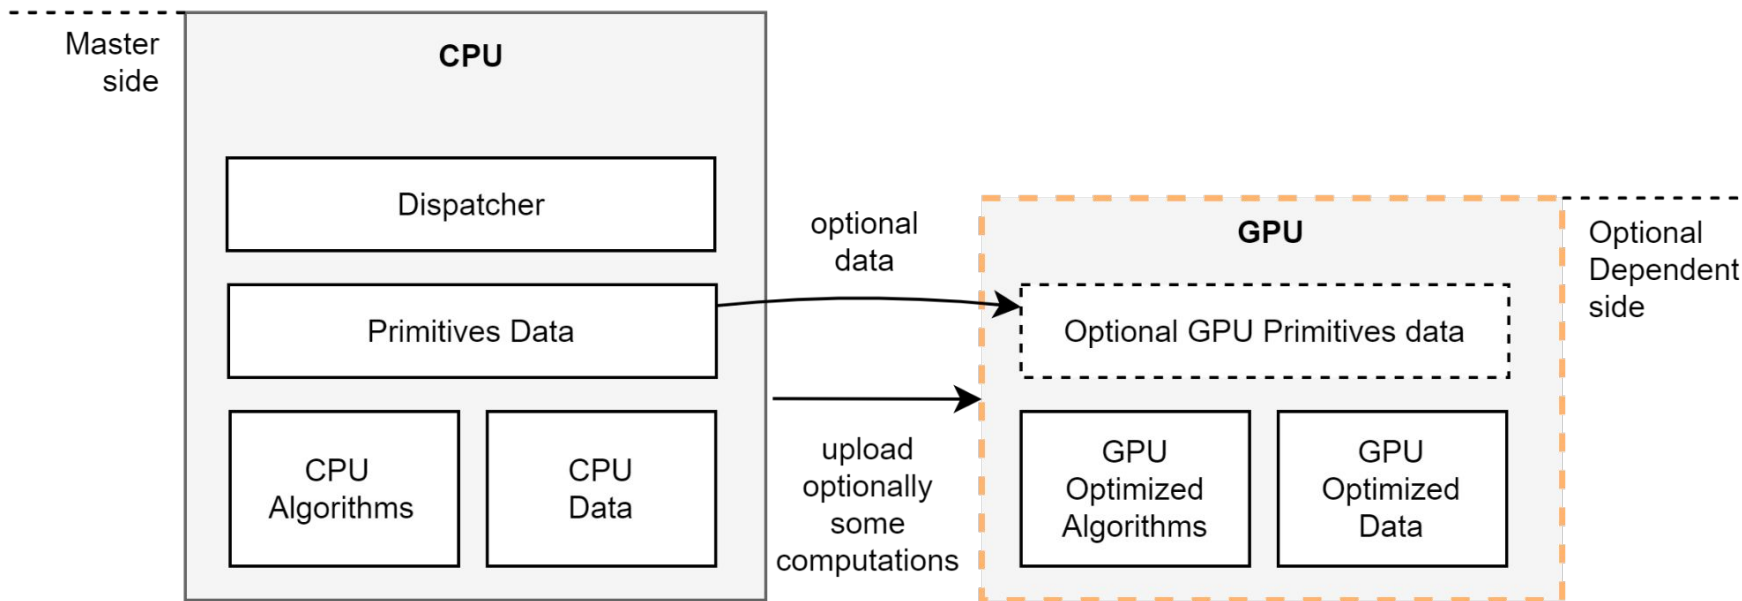 Master
side
CPU
Dispatcher
Primitives Data
CPU
Algorithms
CPU
Data
optional
data
upload
optionally
some
computations
GPU
Optional GPU Primitives data
GPU
Optimized
Algorithms
GPU
Optimized
Data
Optional
Dependent
side